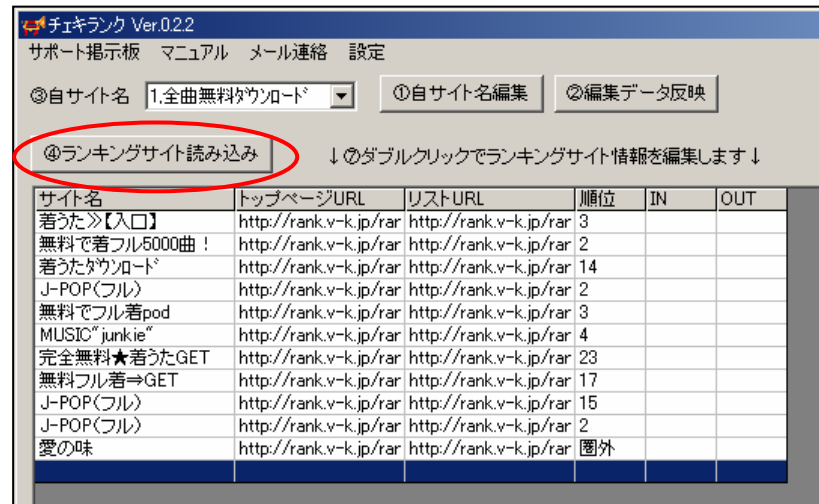 チェキランク Ver.0.2.2
サポート掲示板 マニュアル メール連絡 設定
③自サイト名 1.全曲無料ダウンロード ①自サイト名編集 ②編集データ反映
④ランキングサイト読み込み ↓⑦ダブルクリックでランキングサイト情報を編集します↓
サイト名 トップページURL リストURL 順位 IN OUT
着うた≫【入口】 http://rank.v-k.jp/rar http://rank.v-k.jp/rar 3
無料で着フル5000曲! http://rank.v-k.jp/rar http://rank.v-k.jp/rar 2
着うたダウンロード http://rank.v-k.jp/rar http://rank.v-k.jp/rar 14
J-POP(フル) http://rank.v-k.jp/rar http://rank.v-k.jp/rar 2
無料でフル着pod http://rank.v-k.jp/rar http://rank.v-k.jp/rar 3
MUSIC″junkie″ http://rank.v-k.jp/rar http://rank.v-k.jp/rar 4
完全無料★着うたGET http://rank.v-k.jp/rar http://rank.v-k.jp/rar 23
無料フル着⇒GET http://rank.v-k.jp/rar http://rank.v-k.jp/rar 17
J-POP(フル) http://rank.v-k.jp/rar http://rank.v-k.jp/rar 15
J-POP(フル) http://rank.v-k.jp/rar http://rank.v-k.jp/rar 2
愛の味 http://rank.v-k.jp/rar http://rank.v-k.jp/rar 圏外